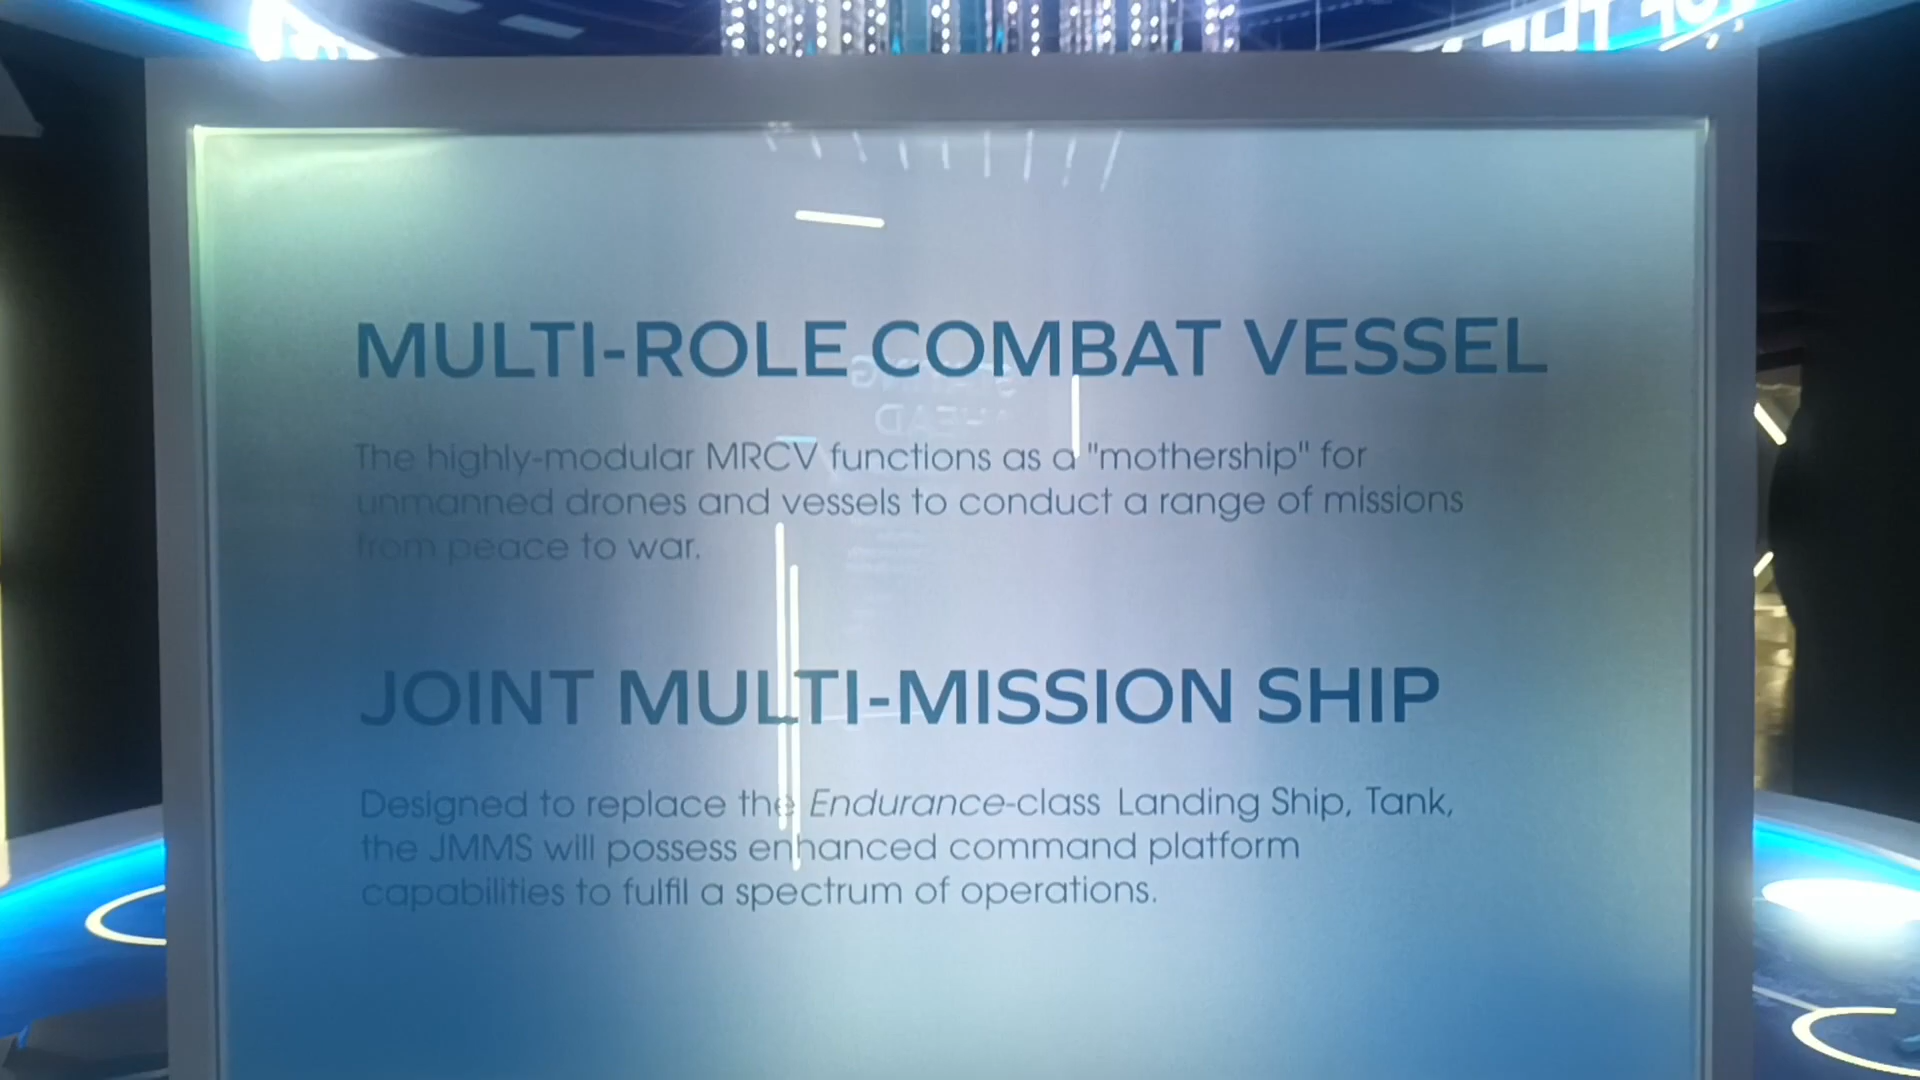 OF THE
MULTI-ROLE COMBAT VESSEL
The highly-modular MRCV functions as a "mothership" for
unmanned drones and vessels to conduct a range of missions
from peace to war.
JOINT MULTI-MISSION SHIP
Designed to replace the Endurance-class Landing Ship, Tank,
the JMMS will possess enhanced command platform
capabilities to fulfil a spectrum of operations.